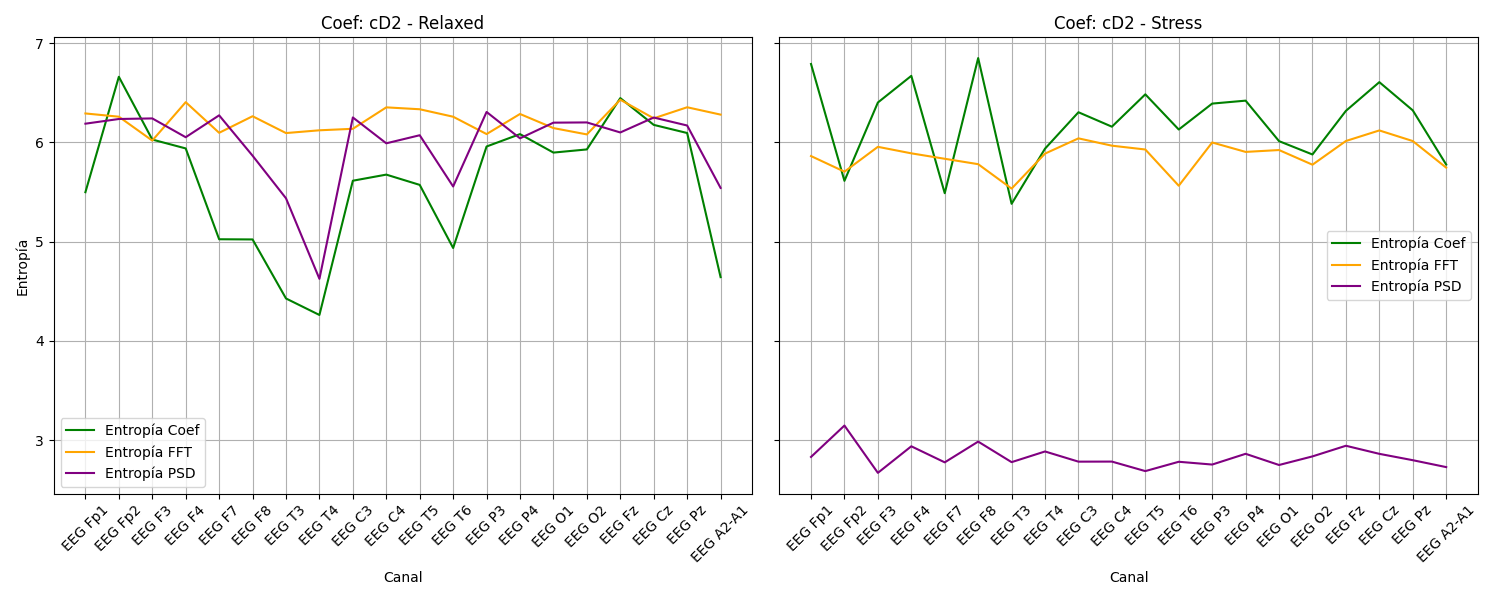 Coef: cD2 - Relaxed
Entropía
7
6
5
4
3
Entropía Coef
Entropía FFT
Entropía PSD
EEG Fp1
EEG Fp2
EEG F3
EEG F4
EEG F7
EEG F8
EEG T3
EEG T4
EEG C3
EEG C4
EEG T5
EEG T6
EEG P3
EEG P4
EEG O1
EEG O2
EEG Fz
EEG Cz
EEG Pz
EEG A2-A1
Canal
Coef: cD2 - Stress
Entropía Coef
Entropía FFT
Entropía PSD
EEG Fp1
EEG Fp2
EEG F3
EEG F4
EEG F7
EEG F8
EEG T3
EEG T4
EEG C3
EEG C4
EEG T5
EEG T6
EEG P3
EEG P4
EEG O1
EEG O2
EEG Fz
EEG Cz
EEG Pz
EEG A2-A1
Canal